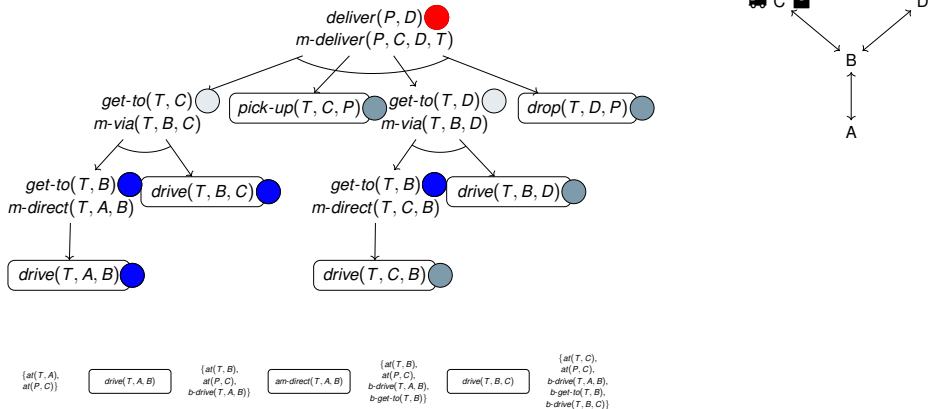 deliver(P, D)
m-deliver(P, C, D, T)
get-to(T, C)
m-via(T, B, C)
pick-up(T, C, P)
get-to(T, D)
m-via(T, B, D)
drop(T, D, P)
get-to(T, B)
m-direct(T, A, B)
drive(T, B, C)
get-to(T, B)
m-direct(T, C, B)
drive(T, B, D)
drive(T, A, B)
drive(T, C, B)
C
D
B
A
{at(T, A),
at(P, C)}
drive(T, A, B)
{at(T, B),
at(P, C),
b-drive(T, A, B)}
am-direct(T, A, B)
{at(T, B),
at(P, C),
b-drive(T, A, B),
b-get-to(T, B)}
drive(T, B, C)
{at(T, C),
at(P, C),
b-drive(T, A, B),
b-get-to(T, B),
b-drive(T, B, C)}